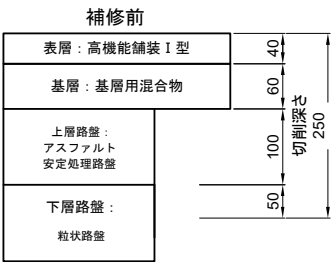 補修前
表層：高機能舗装Ⅰ型
基層：基層用混合物
上層路盤：
アスファルト
安定処理路盤
下層路盤：
粒状路盤
40
60
100
50
切削深さ
250